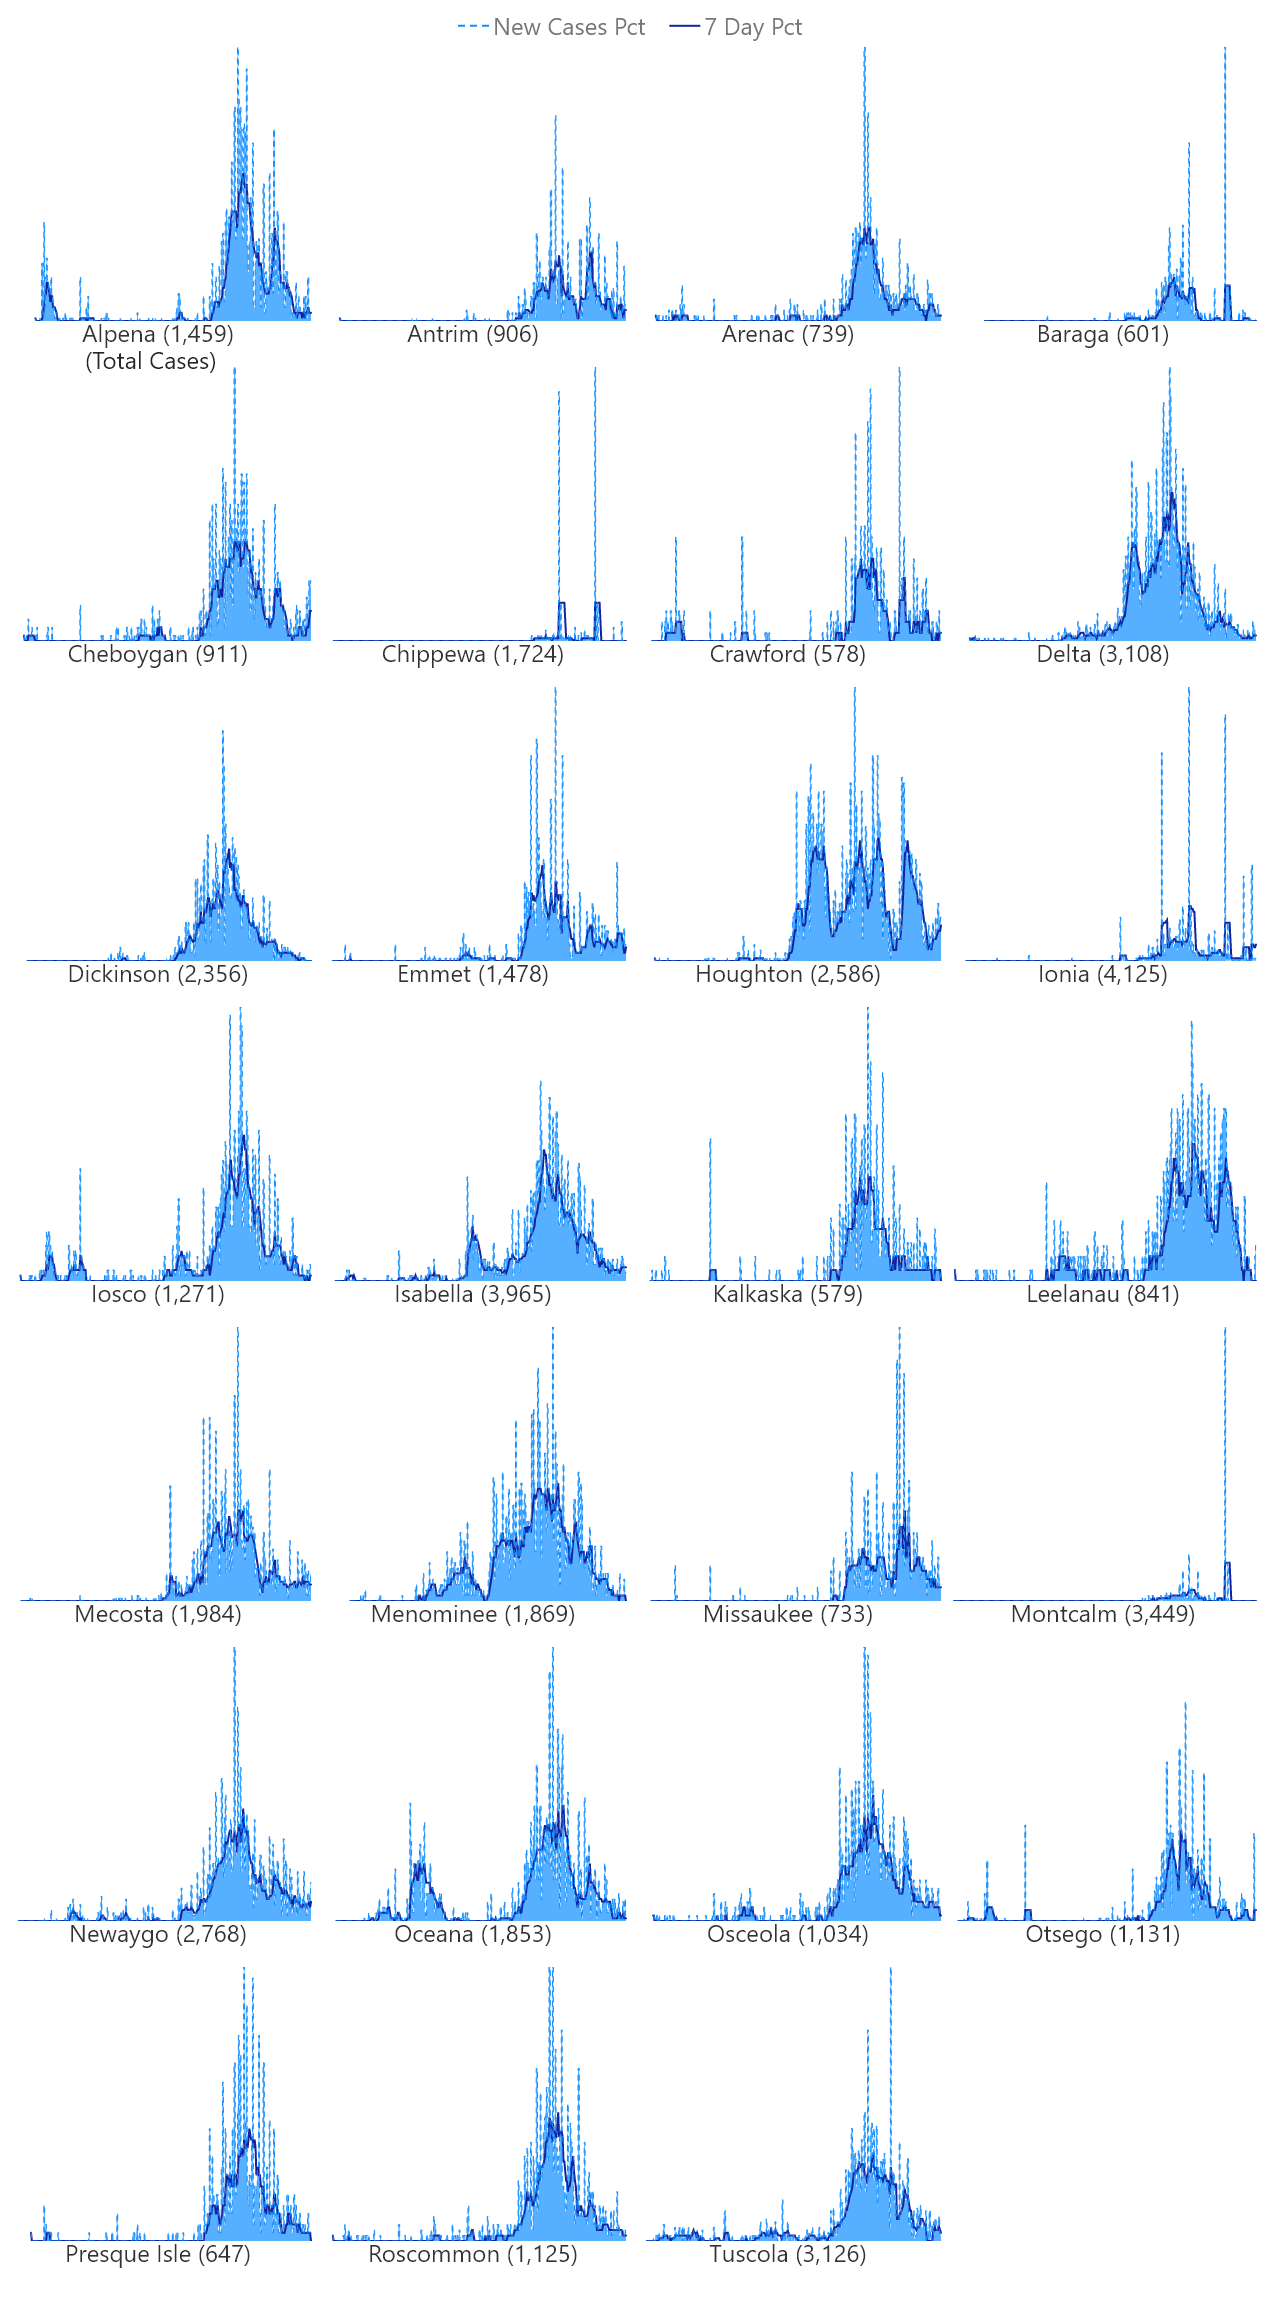 New Cases Pct 7 Day Pct
Alpena (1,459) Antrim (906) Arenac (739) Baraga (601)
(Total Cases)
Cheboygan (911) Chippewa (1,724) Crawford (578) Delta (3,108)
Dickinson (2,356) Emmet (1,478) Houghton (2,586) Ionia (4,125)
Iosco (1,271) Isabella (3,965) Kalkaska (579) Leelanau (841)
Mecosta (1,984) Menominee (1,869) Missaukee (733) Montcalm (3,449)
Newaygo (2,768) Oceana (1,853) Osceola (1,034) Otsego (1,131)
Presque Isle (647) Roscommon (1,125) Tuscola (3,126)